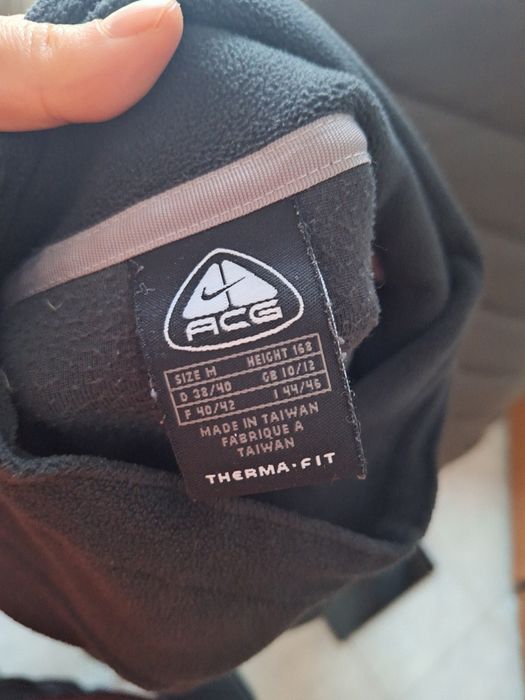 ACG
SIZE M HEIGHT 168
D 38/40 GB 10/12
F 40/42 I 44/46
MADE IN TAIWAN
FABRIQUE A
TAIWAN
THERMA·FIT